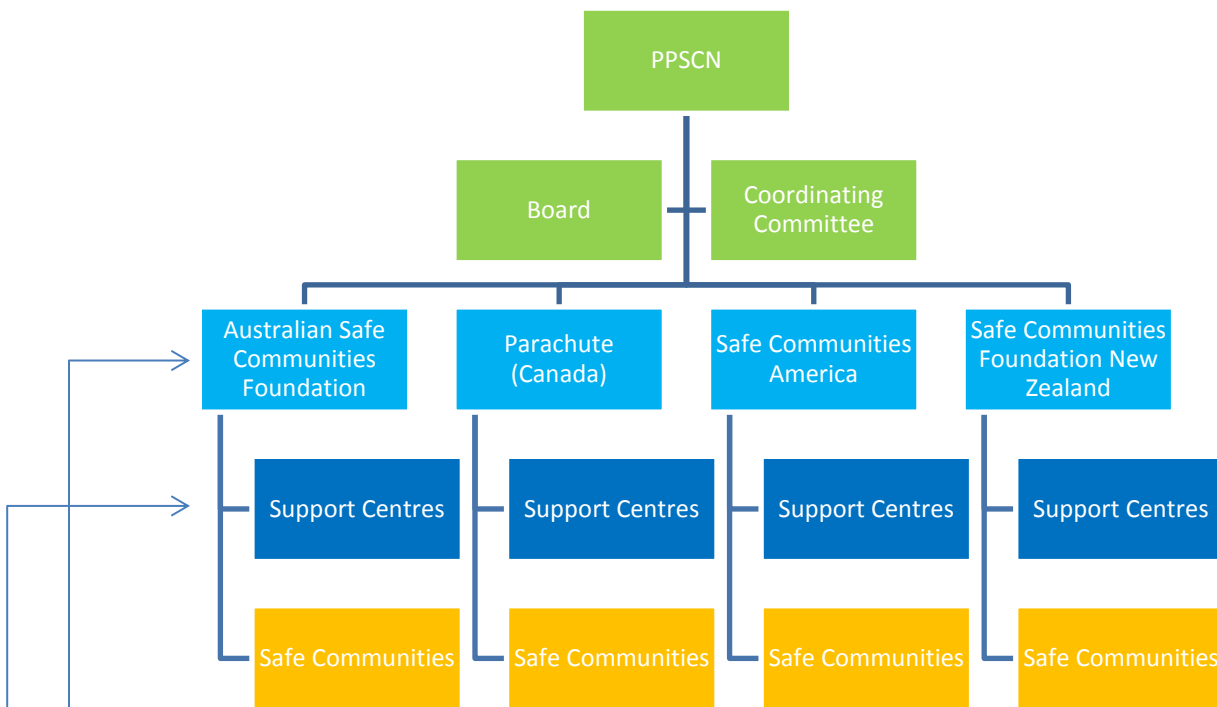 PPSCN
Board
Coordinating
Committee
Australian Safe
Communities
Foundation
Parachute
(Canada)
Safe Communities
America
Safe Communities
Foundation New
Zealand
Support Centres
Support Centres
Support Centres
Support Centres
Safe Communities
Safe Communities
Safe Communities
Safe Communities